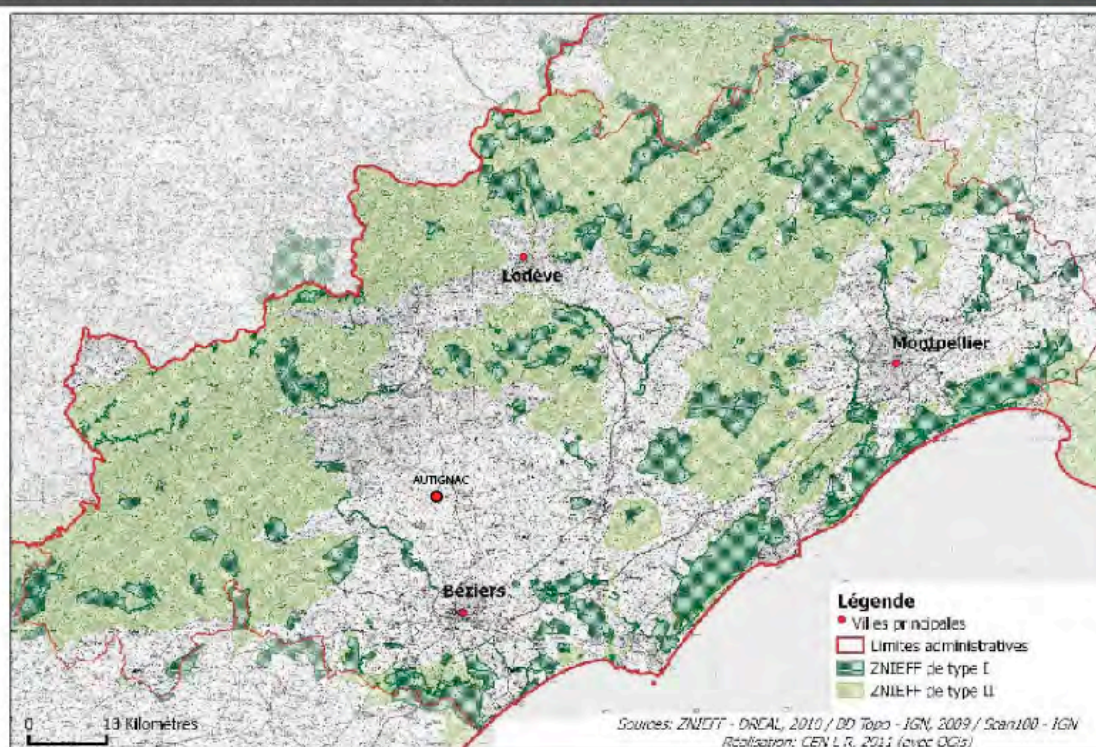 Lodève
Montpellier
AUTIGNAC
Béziers
Légende
Villes principales
Limites administratives
ZNIEFF de type I
ZNIEFF de type II
0 13 Kilomètres
Sources: ZNIEFF - DREAL, 2010 / BD Topo - IGN, 2009 / Scan100 - IGN
Réalisation: CEN L.R. 2011 (avec QGis)